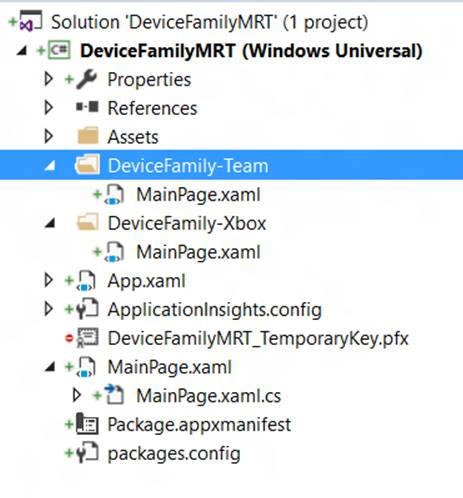 Solution 'DeviceFamilyMRT' (1 project)
DeviceFamilyMRT (Windows Universal)
Properties
References
Assets
DeviceFamily-Team
MainPage.xaml
DeviceFamily-Xbox
MainPage.xaml
App.xaml
ApplicationInsights.config
DeviceFamilyMRT_TemporaryKey.pfx
MainPage.xaml
MainPage.xaml.cs
Package.appxmanifest
packages.config